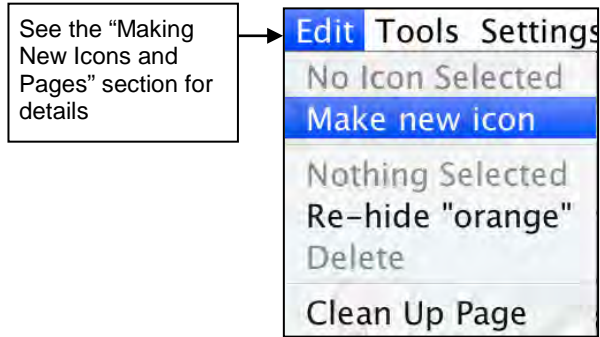 See the “Making
New Icons and
Pages” section for
details
Edit Tools Settings
No Icon Selected
Make new icon
Nothing Selected
Re-hide "orange"
Delete
Clean Up Page